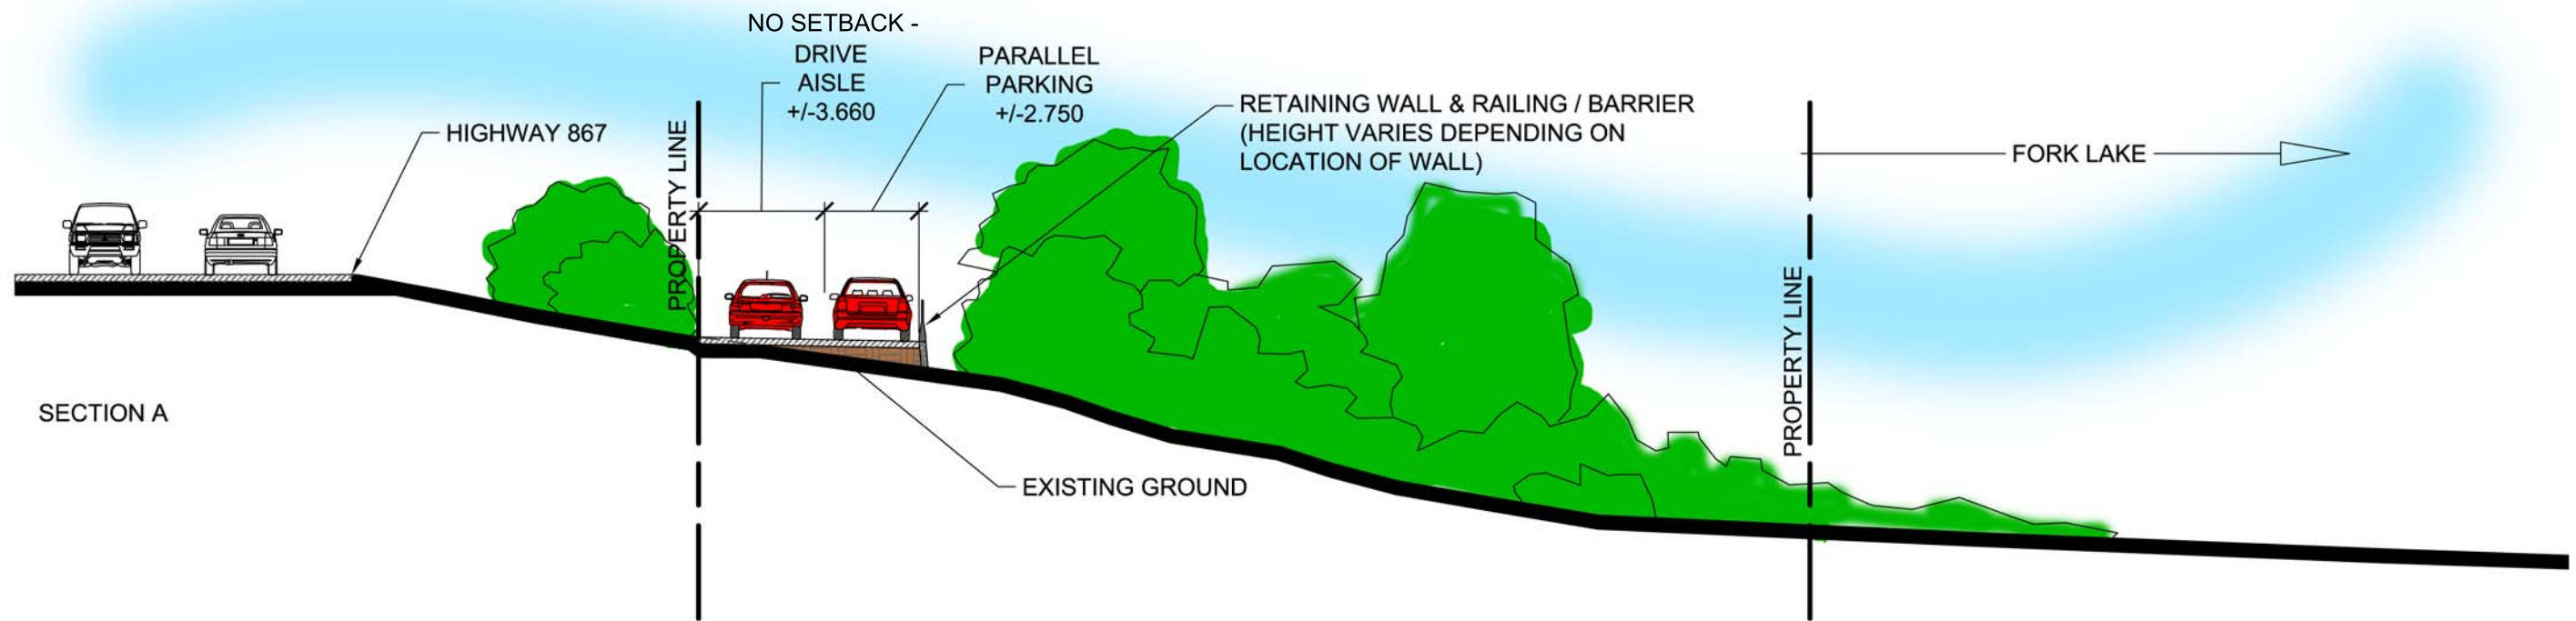 NO SETBACK -
DRIVE
AISLE
+/-3.660
PARALLEL
PARKING
+/-2.750
RETAINING WALL & RAILING / BARRIER
(HEIGHT VARIES DEPENDING ON
LOCATION OF WALL)
HIGHWAY 867
PROPERTY LINE
FORK LAKE
PROPERTY LINE
SECTION A
EXISTING GROUND